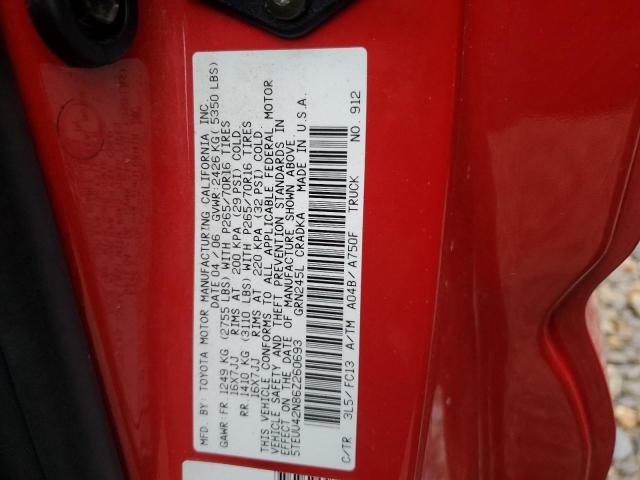 MFD. BY: TOYOTA MOTOR MANUFACTURING CALIFORNIA INC.
DATE 04 / 06 GVWR: 2426 KG( 5350 LBS)
GAWR: FR: 1249 KG (2755 LBS) WITH P265/70R16 TIRES
16X7JJ RIMS AT 200 KPA (29 PSI) COLD.
RR: 1410 KG (3110 LBS) WITH P265/70R16 TIRES
16X7JJ RIMS AT 220 KPA (32 PSI) COLD.
THIS VEHICLE CONFORMS TO ALL APPLICABLE FEDERAL MOTOR
VEHICLE SAFETY AND THEFT PREVENTION STANDARDS IN
EFFECT ON THE DATE OF MANUFACTURE SHOWN ABOVE.
5TEUU42N86Z260693 GRN245L CRADKA MADE IN U.S.A.
C/TR 3L5/FC13 A/TM A04B/A750F TRUCK NO. 912